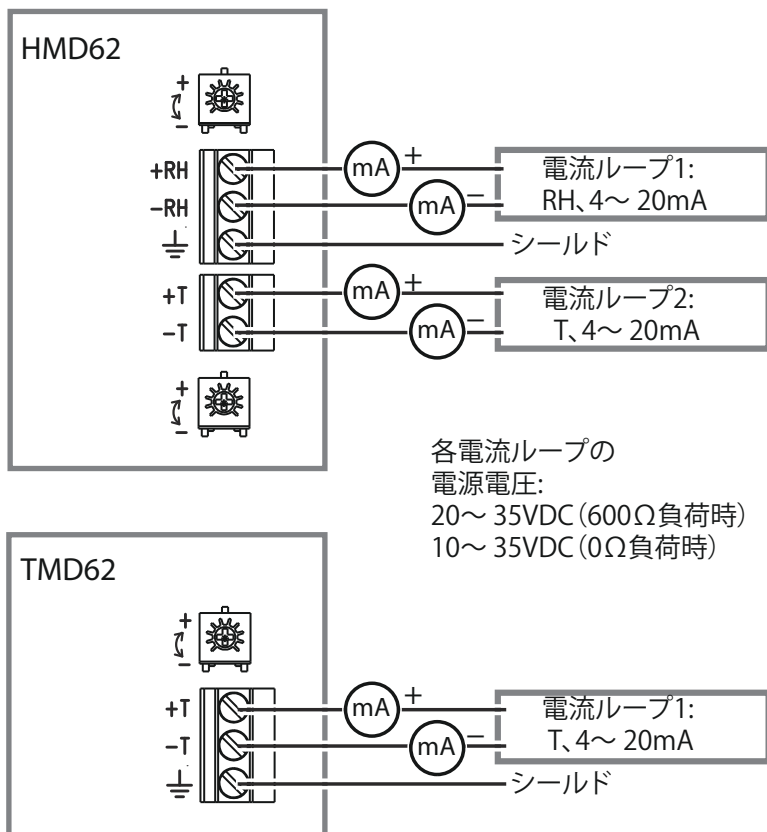 HMD62
+
−
+RH
−RH
mA
+
mA
−
電流ループ1:
RH、4～20mA
シールド
+T
−T
mA
+
mA
−
電流ループ2:
T、4～20mA
+
−
各電流ループの
電源電圧:
20～35VDC（600Ω負荷時）
10～35VDC（0Ω負荷時）
TMD62
+
−
+T
−T
mA
+
mA
−
電流ループ1:
T、4～20mA
シールド